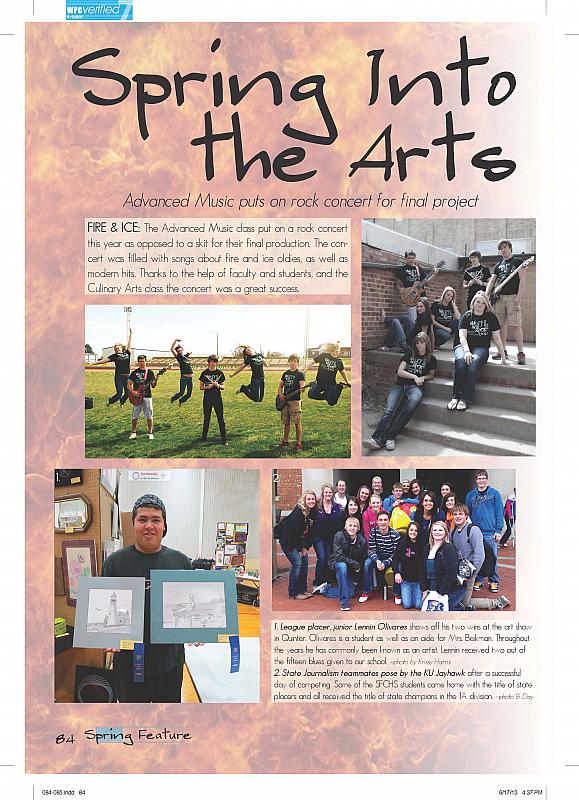 WPCverified 7
4-color
Spring Into
the Arts
Advanced Music puts on rock concert for final project
FIRE & ICE: The Advanced Music class put on a rock concert
this year as opposed to a skit for their final production. The con-
cert was filled with songs about fire and ice oldies, as well as
modern hits. Thanks to the help of faculty and students, and the
Culinary Arts class the concert was a great success.
1.
2.
1. League placer, junior Lennin Olivares shows off his two wins at the art show
in Quinter. Olivares is a student as well as an aide for Mrs. Beikman. Throughout
the years he has commonly been known as an artist. Lennin received two out of
the fifteen blues given to our school. -photo by Krissy Harris
2. State Journalism teammates pose by the KU Jayhawk after a successful
day of competing. Some of the SFCHS students came home with the title of state
placers and all received the title of state champions in the 1A division. -photo B. Day
84 Spring Feature
084-085.indd 84
6/17/13 4:37 PM